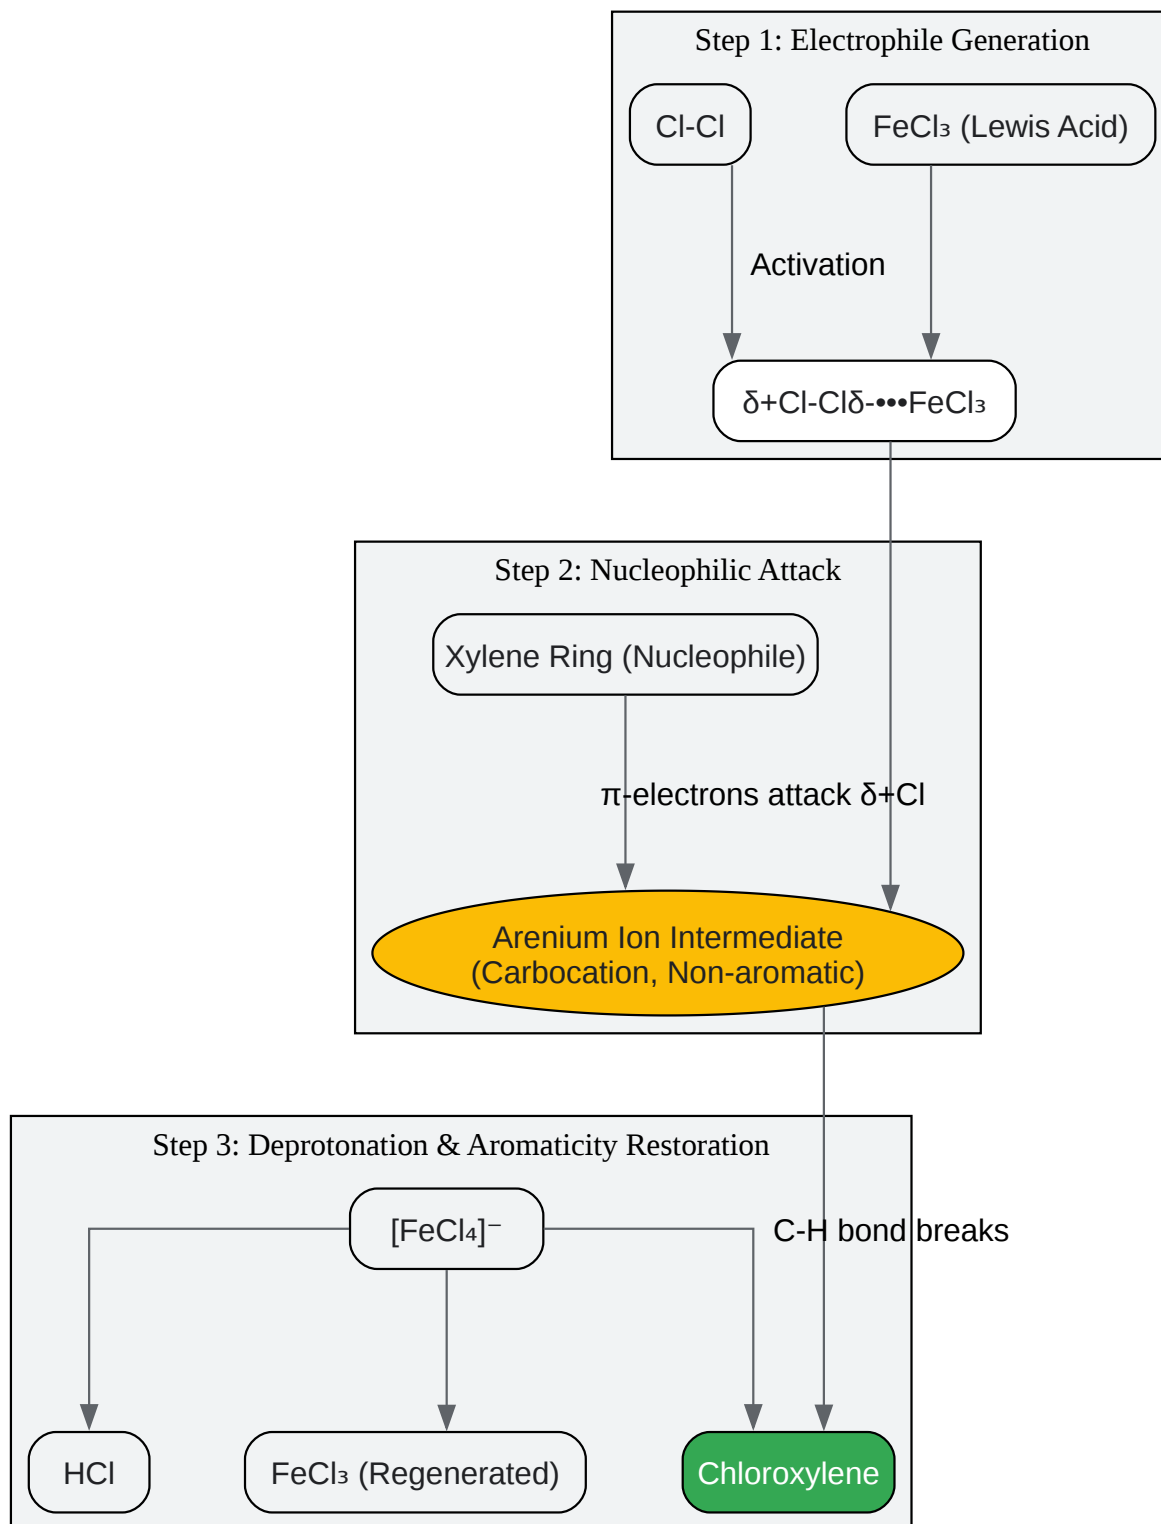 Step 1: Electrophile Generation
Cl-Cl
FeCl₃ (Lewis Acid)
Activation
δ+Cl-Clδ-•••FeCl₃
Step 2: Nucleophilic Attack
Xylene Ring (Nucleophile)
π-electrons attack δ+Cl
Arenium Ion Intermediate
(Carbocation, Non-aromatic)
Step 3: Deprotonation & Aromaticity Restoration
[FeCl₄]⁻
C-H bond breaks
HCl
FeCl₃ (Regenerated)
Chloroxylene